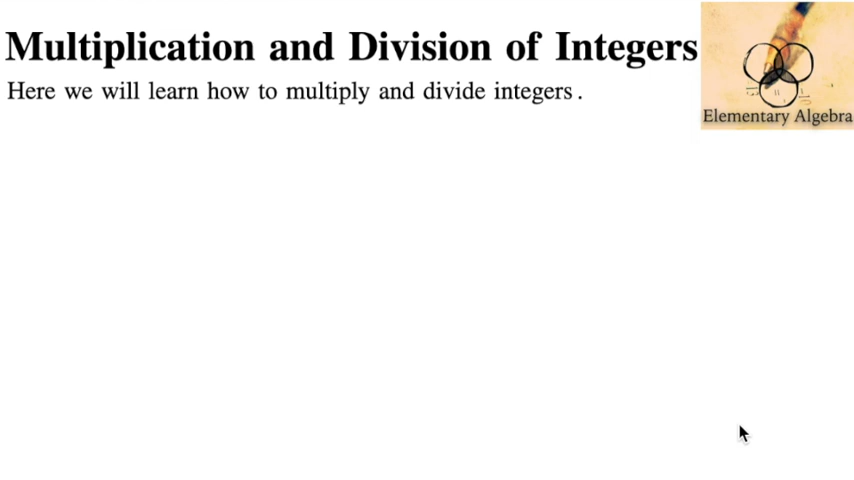 Multiplication and Division of Integers
Here we will learn how to multiply and divide integers.
Elementary Algebra